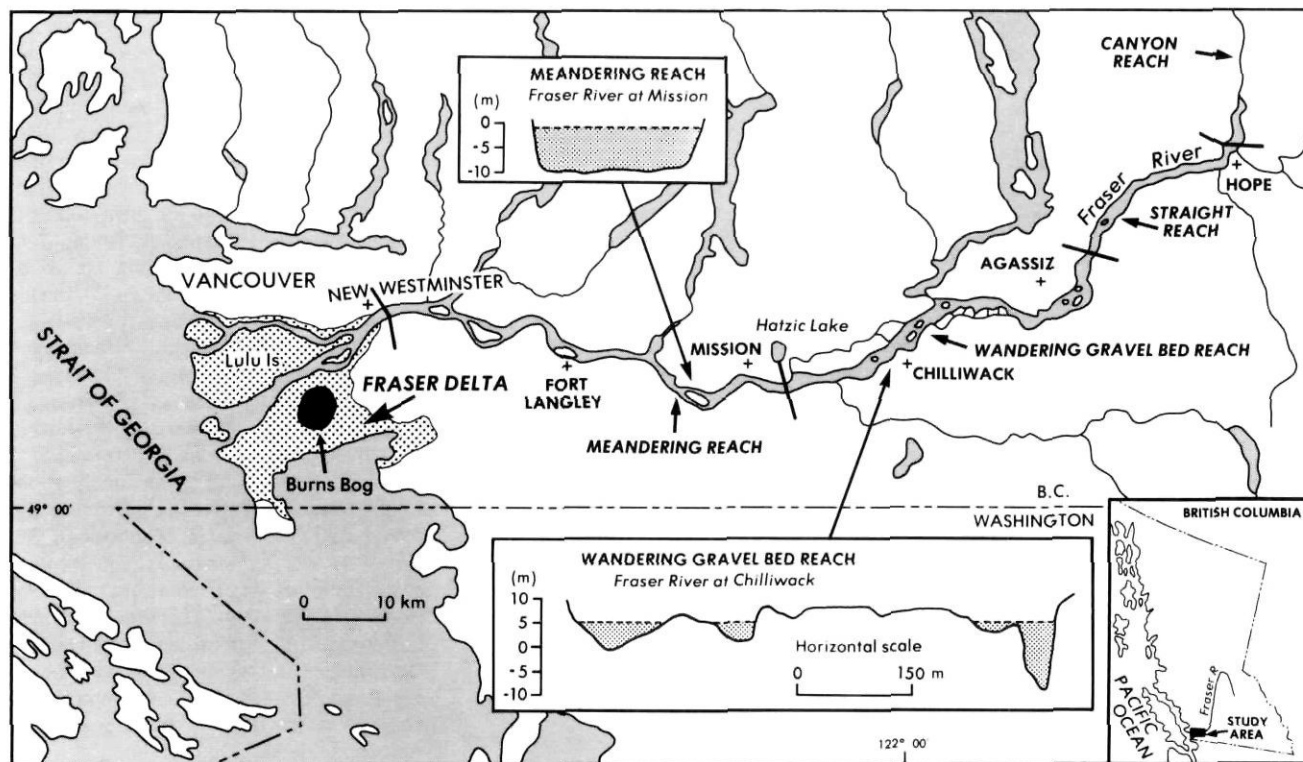 CANYON
REACH
MEANDERING REACH
Fraser River at Mission
(m)
0
-5
-10
Fraser River
HOPE
STRAIGHT
REACH
AGASSIZ
VANCOUVER
NEW WESTMINSTER
Hatzic Lake
WANDERING GRAVEL BED REACH
Lulu Is
MISSION
CHILLIWACK
STRAIT OF GEORGIA
FRASER DELTA
FORT
LANGLEY
MEANDERING REACH
Burns Bog
49° 00'
B.C.
WASHINGTON
BRITISH COLUMBIA
WANDERING GRAVEL BED REACH
Fraser River at Chilliwack
0 10 km
(m)
10
5
0
-5
-10
Horizontal scale
0 150 m
Fraser R
PACIFIC
OCEAN
STUDY
AREA
122° 00